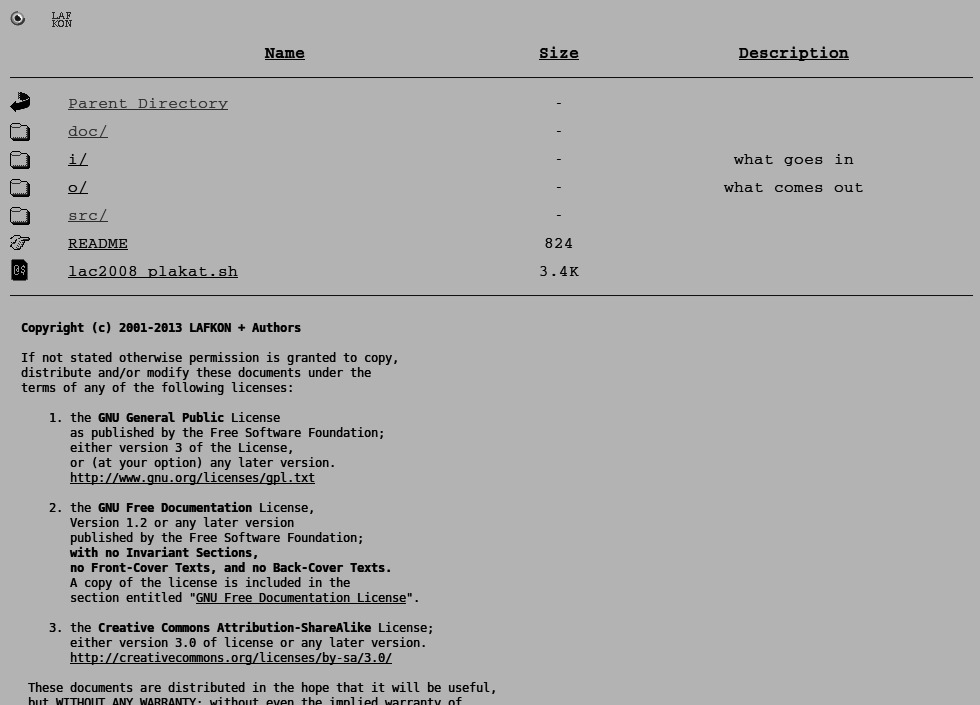 LAF
KON
Name Size Description
Parent Directory -
doc/ -
i/ - what goes in
o/ - what comes out
src/ -
README 824
lac2008_plakat.sh 3.4K
Copyright (c) 2001-2013 LAFKON + Authors
If not stated otherwise permission is granted to copy,
distribute and/or modify these documents under the
terms of any of the following licenses:
1. the GNU General Public License
as published by the Free Software Foundation;
either version 3 of the License,
or (at your option) any later version.
http://www.gnu.org/licenses/gpl.txt
2. the GNU Free Documentation License,
Version 1.2 or any later version
published by the Free Software Foundation;
with no Invariant Sections,
no Front-Cover Texts, and no Back-Cover Texts.
A copy of the license is included in the
section entitled "GNU Free Documentation License".
3. the Creative Commons Attribution-ShareAlike License;
either version 3.0 of license or any later version.
http://creativecommons.org/licenses/by-sa/3.0/
These documents are distributed in the hope that it will be useful,
but WITHOUT ANY WARRANTY; without even the implied warranty of